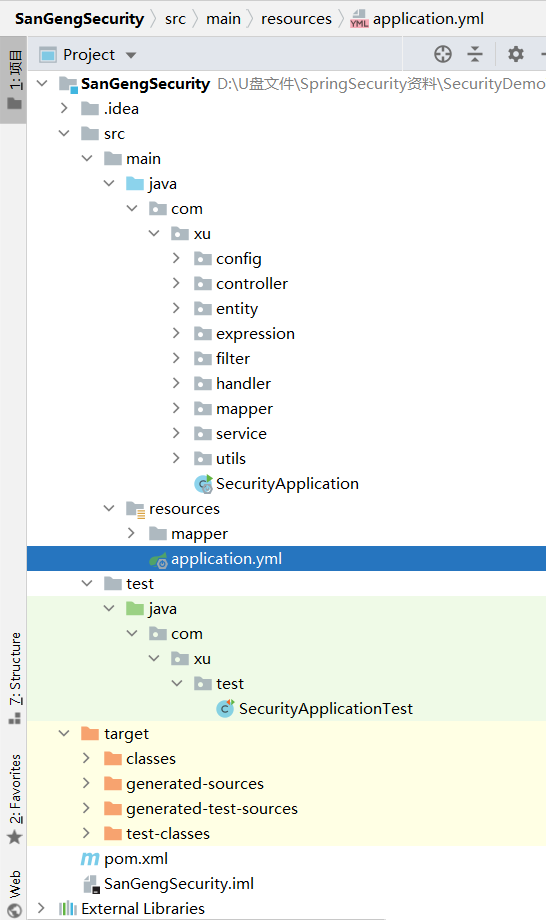 SanGengSecurity src main resources application.yml
Project
1: 项目
SanGengSecurity D:\U盘文件\SpringSecurity资料\SecurityDemo
.idea
src
main
java
com
xu
config
controller
entity
expression
filter
handler
mapper
service
utils
SecurityApplication
resources
mapper
application.yml
test
java
com
xu
test
SecurityApplicationTest
target
classes
generated-sources
generated-test-sources
test-classes
pom.xml
SanGengSecurity.iml
External Libraries
Z: Structure
2: Favorites
Web